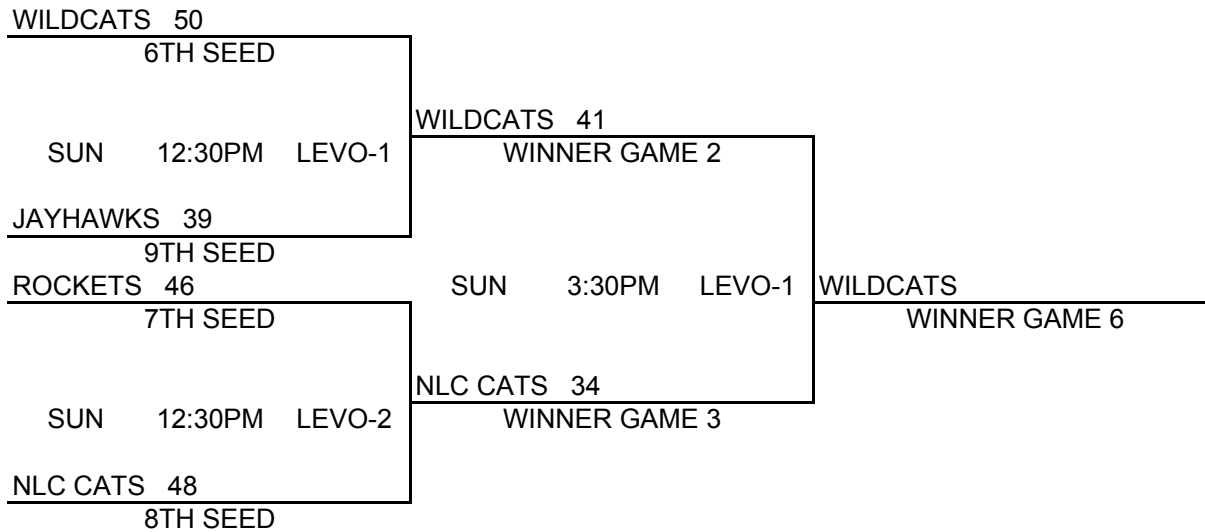 WILDCATS 50
6TH SEED
WILDCATS 41
SUN 12:30PM LEVO-1
WINNER GAME 2
JAYHAWKS 39
9TH SEED
ROCKETS 46
SUN 3:30PM LEVO-1
WILDCATS
7TH SEED
WINNER GAME 6
NLC CATS 34
SUN 12:30PM LEVO-2
WINNER GAME 3
NLC CATS 48
8TH SEED